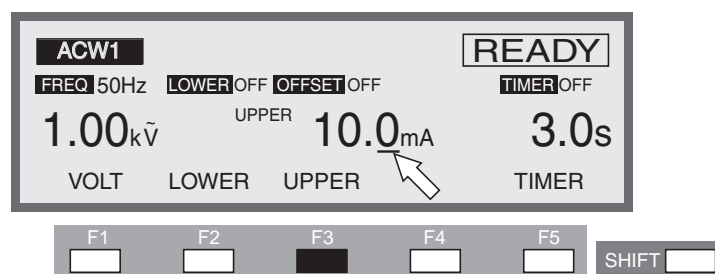 ACW1 READY
FREQ 50Hz LOWER OFF OFFSET OFF TIMER OFF
1.00kṽ UPPER 10.0mA 3.0s
VOLT LOWER UPPER TIMER
F1 F2 F3 F4 F5
SHIFT